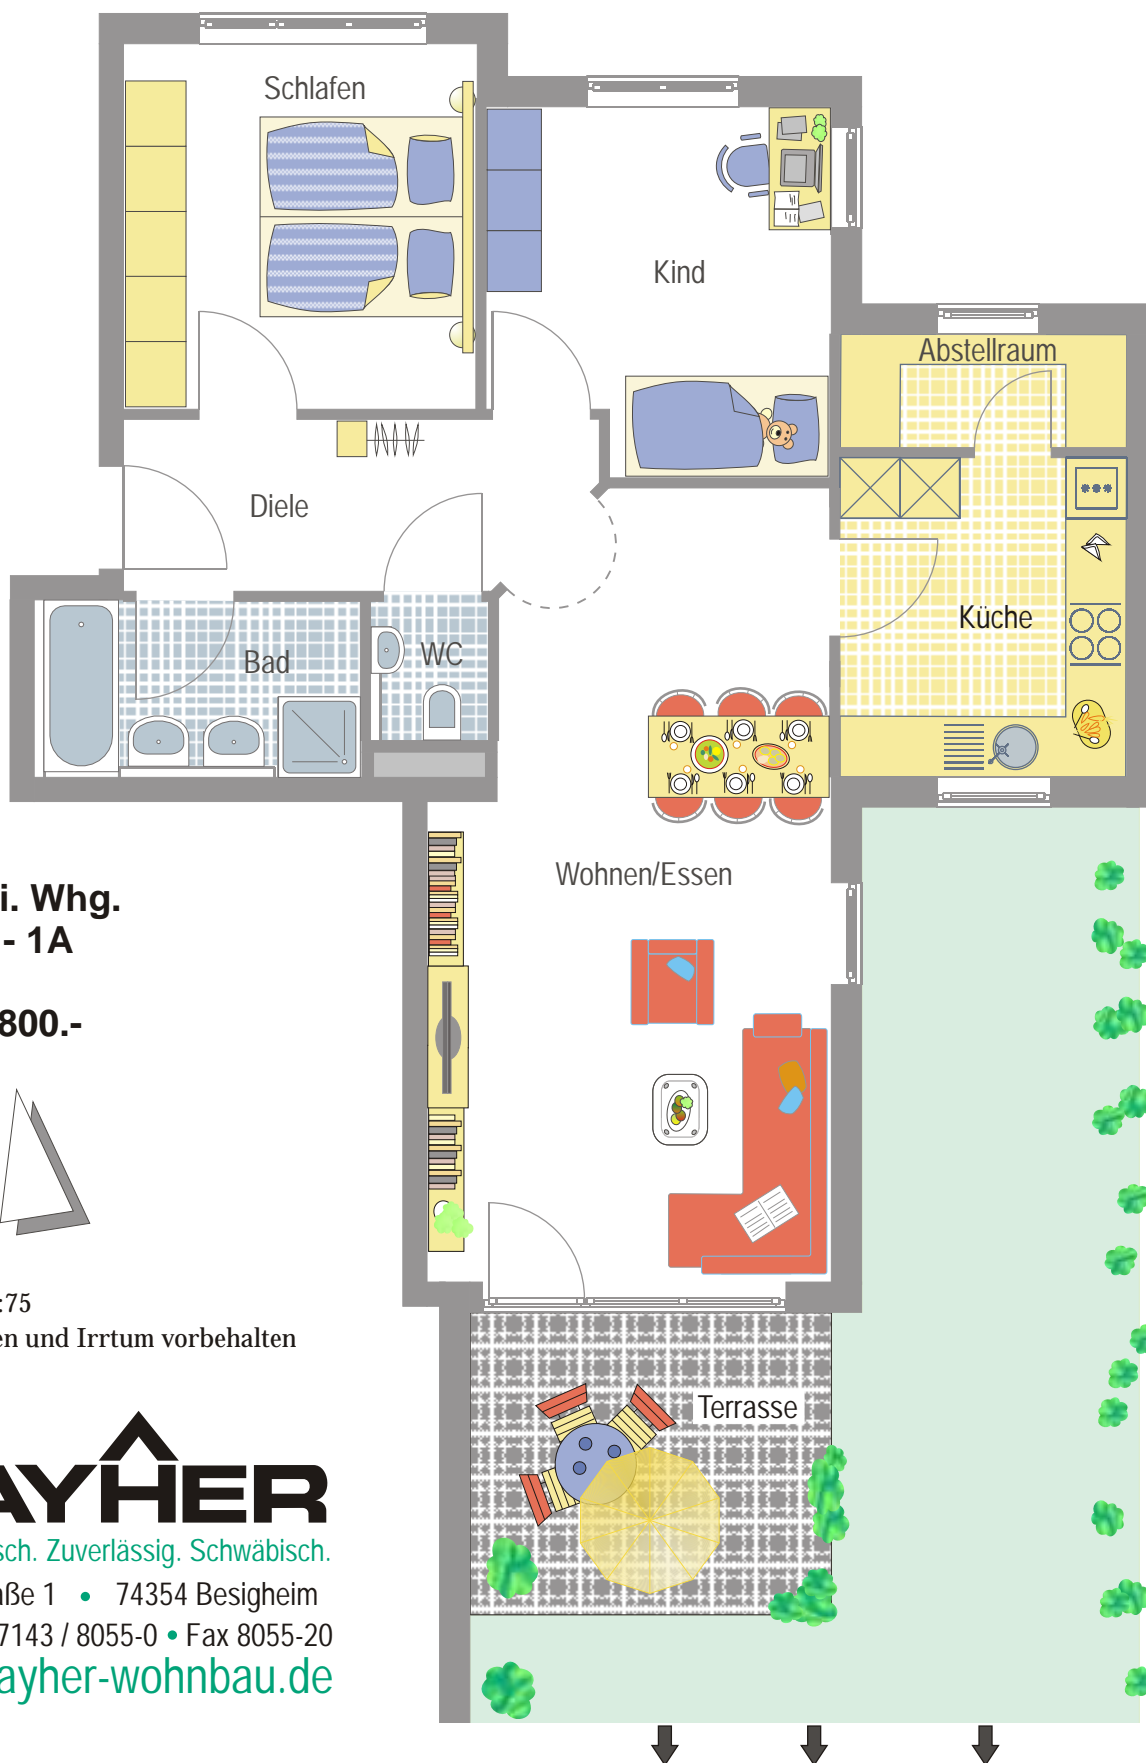 Schlafen
Kind
Abstellraum
Diele
Küche
Bad
WC
Wohnen/Essen
i. Whg.
- 1A
800.-
:75
en und Irrtum vorbehalten
Terrasse
AYHER
sch. Zuverlässig. Schwäbisch.
aße 1 • 74354 Besigheim
7143 / 8055-0 • Fax 8055-20
ayher-wohnbau.de